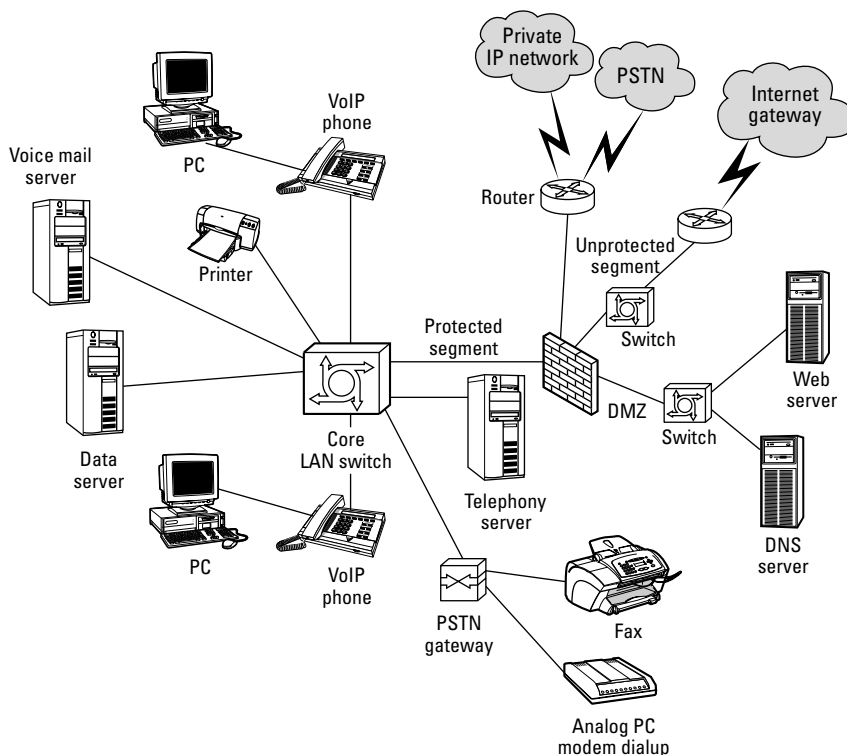 Private
IP network
PSTN
Internet
gateway
VoIP
phone
PC
Voice mail
server
Router
Printer
Unprotected
segment
Protected
segment
Switch
Web
server
DMZ
Switch
Core
LAN switch
Data
server
Telephony
server
PC
VoIP
phone
DNS
server
PSTN
gateway
Fax
Analog PC
modem dialup